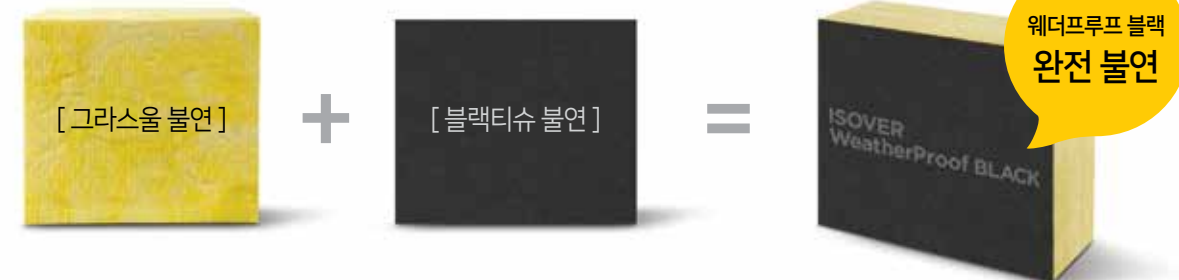 [ 그라스울 불연 ]
+
[ 블랙티슈 불연 ]
=
ISOVER
WeatherProof BLACK
웨더프루프 블랙
완전 불연